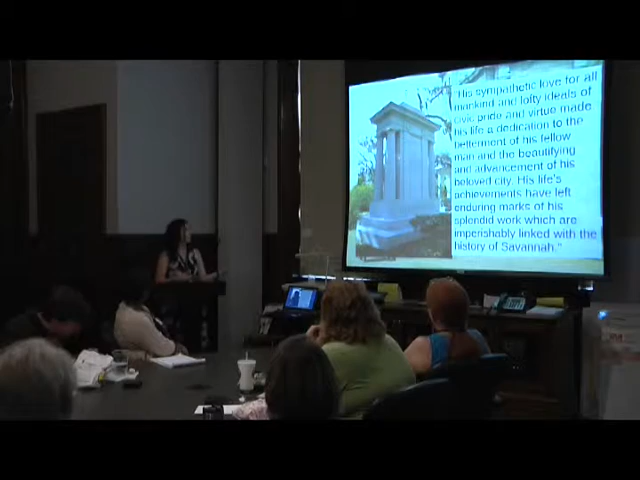 His sympathetic love for all
mankind and lofty ideals of
civic pride and virtue made
his life a dedication to the
betterment of his fellow
man and the beautifying
and advancement of his
beloved city. His life's
achievements have left
enduring marks of his
splendid work which are
imperishably linked with the
history of Savannah."